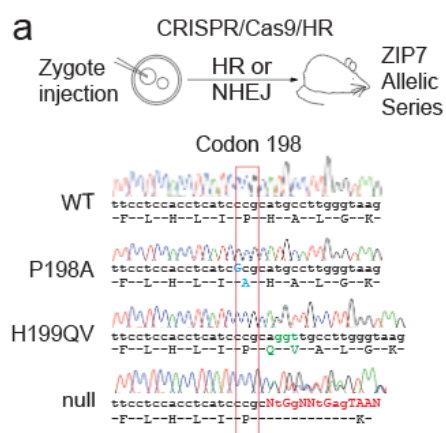 a
CRISPR/Cas9/HR
Zygote injection
HR or
NHEJ
ZIP7
Allelic
Series
Codon 198
WT
ttcctccacctcatcccgcatgccttgggtaag
-F--L--H--L--I--P--H--A--L--G--K-
P198A
ttcctccacctcatcGcgcatgccttgggtaag
-F--L--H--L--I--A--H--A--L--G--K-
H199QV
ttcctccacctcatcccgcaggttgccttgggtaag
-F--L--H--L--I--P--Q--V--A--L--G--K-
null
ttcctccacctcatcccgcNtGgNNtGagTAAN
-F--L--H--L--I--P------------K-